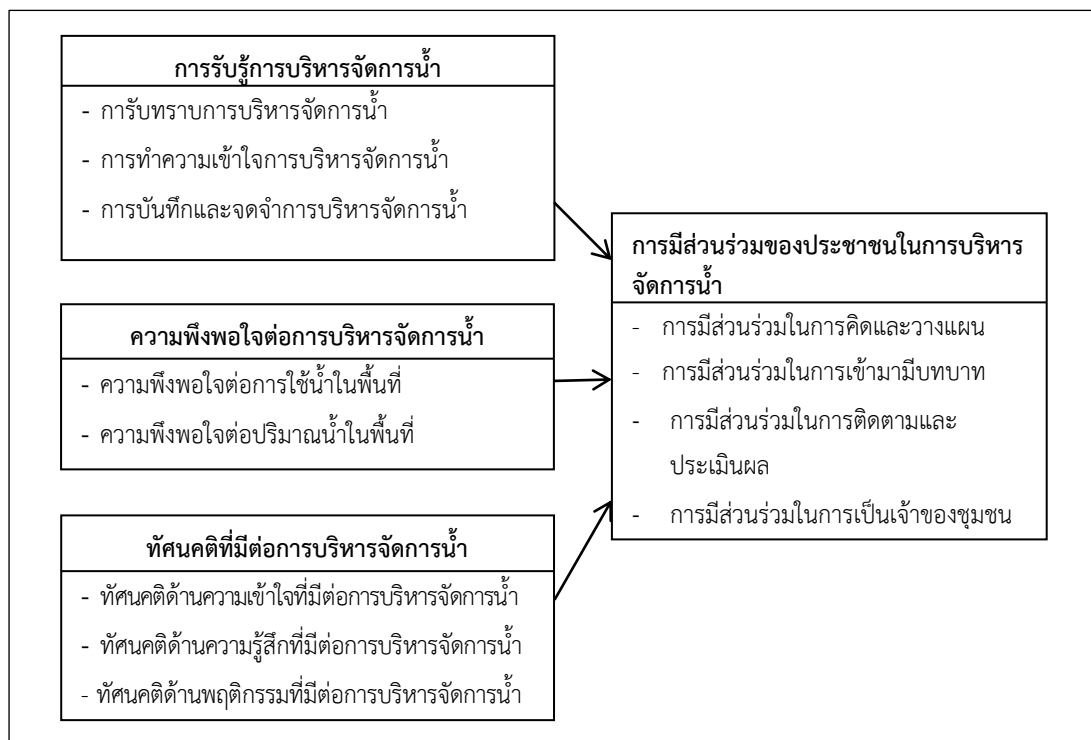 การรับรู้การบริหารจัดการน้ำ
- การับทราบการบริหารจัดการน้ำ
- การทำความเข้าใจการบริหารจัดการน้ำ
- การบันทึกและจดจำการบริหารจัดการน้ำ
ความพึงพอใจต่อการบริหารจัดการน้ำ
- ความพึงพอใจต่อการใช้น้ำในพื้นที่
- ความพึงพอใจต่อปริมาณน้ำในพื้นที่
ทัศนคติที่มีต่อการบริหารจัดการน้ำ
- ทัศนคติด้านความเข้าใจที่มีต่อการบริหารจัดการน้ำ
- ทัศนคติด้านความรู้สึกที่มีต่อการบริหารจัดการน้ำ
- ทัศนคติด้านพฤติกรรมที่มีต่อการบริหารจัดการน้ำ
การมีส่วนร่วมของประชาชนในการบริหาร
จัดการน้ำ
- การมีส่วนร่วมในการคิดและวางแผน
- การมีส่วนร่วมในการเข้ามามีบทบาท
- การมีส่วนร่วมในการติดตามและ
ประเมินผล
- การมีส่วนร่วมในการเป็นเจ้าของชุมชน